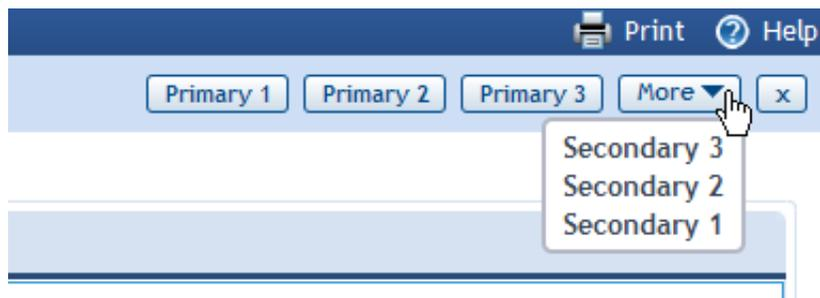 Print Help
Primary 1 Primary 2 Primary 3 More x
Secondary 3
Secondary 2
Secondary 1